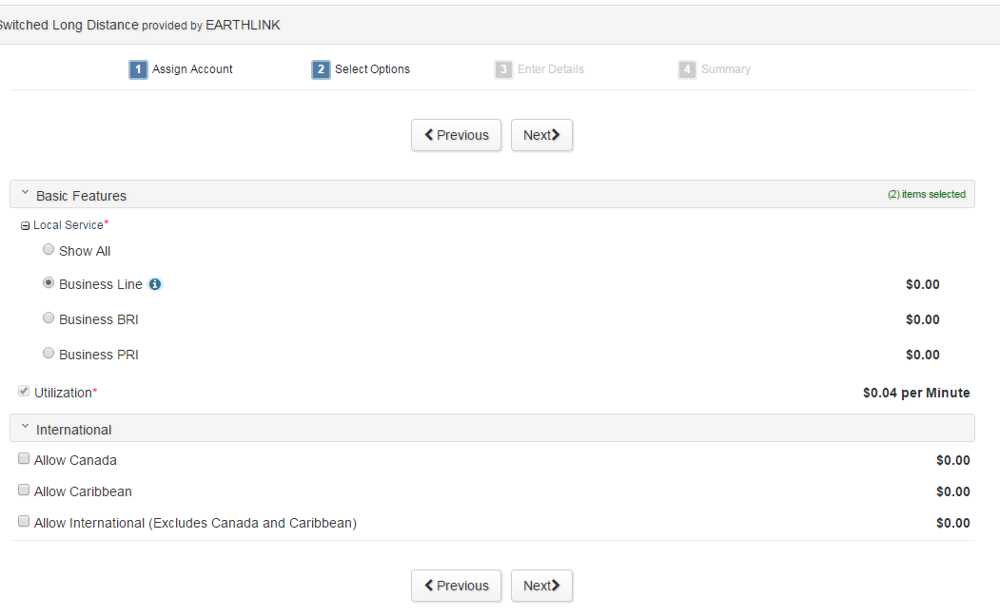 Switched Long Distance provided by EARTHLINK
1 Assign Account 2 Select Options 3 Enter Details 4 Summary
Previous Next
Basic Features (2) items selected
Local Service*
Show All
Business Line $0.00
Business BRI $0.00
Business PRI $0.00
Utilization* $0.04 per Minute
International
Allow Canada $0.00
Allow Caribbean $0.00
Allow International (Excludes Canada and Caribbean) $0.00
Previous Next